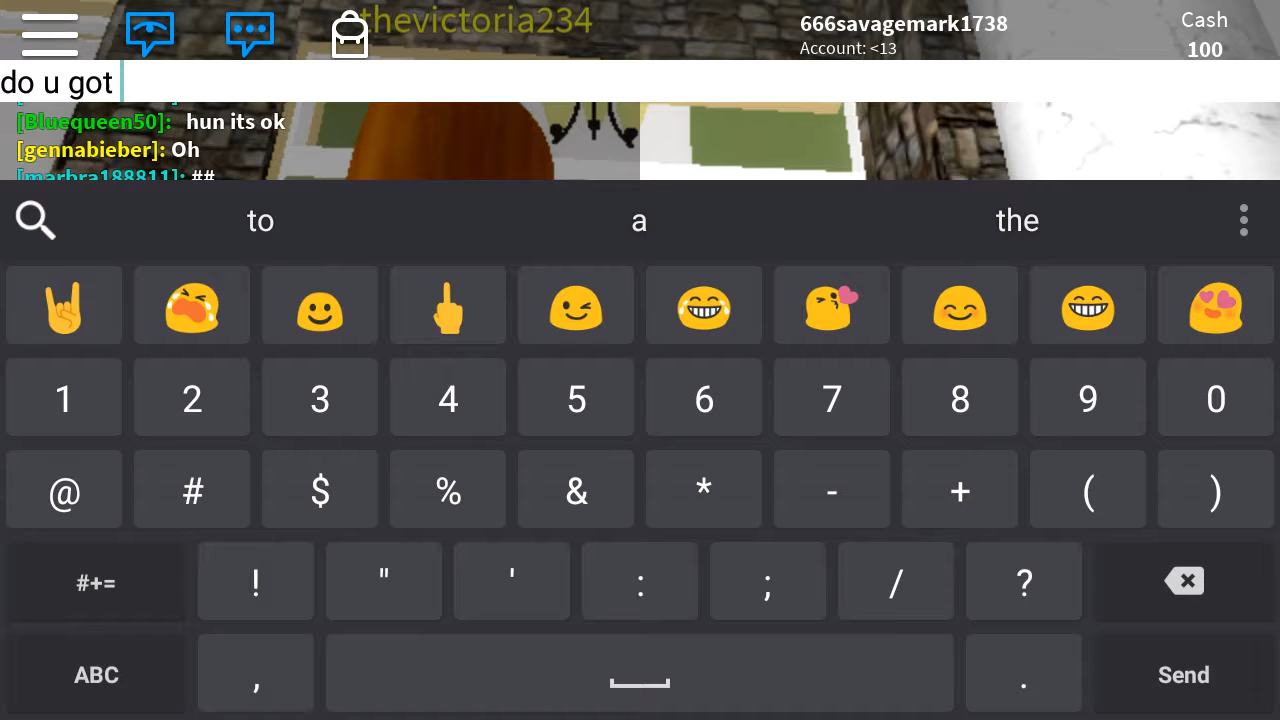 thevictoria234
666savagemark1738
Account: <13
Cash
100
do u got
[Bluequeen50]: hun its ok
[gennabieber]: Oh
[marbra188811]: ##
to a the
1 2 3 4 5 6 7 8 9 0
@ # $ % & * - + ( )
#+= ! " ' : ; / ?
ABC , . Send